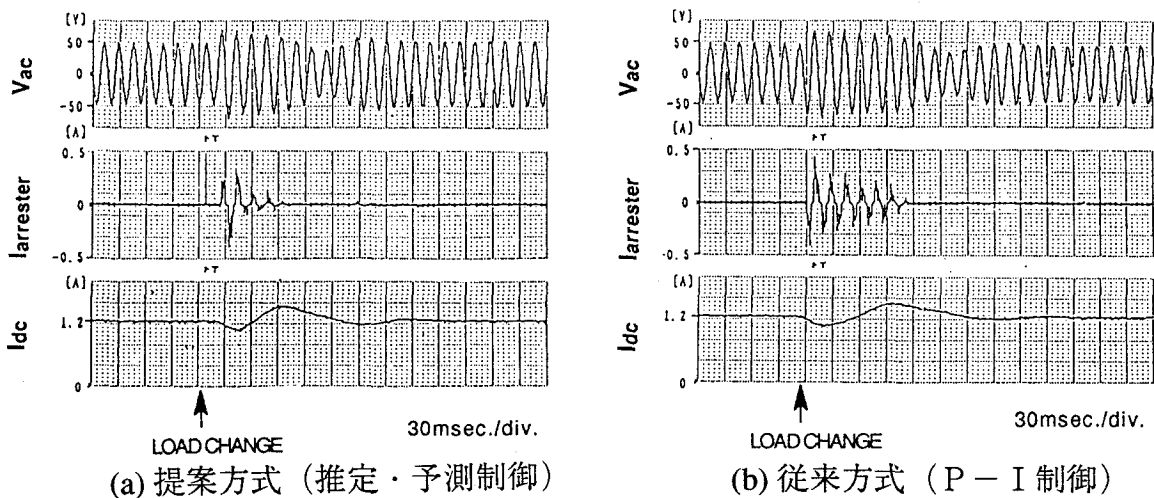 [V]
50
0
-50
Vac
[A]
0.5
0
-0.5
Iarrester
[A]
1.2
0
Idc
LOAD CHANGE
30msec./div.
(a) 提案方式（推定・予測制御）
[V]
50
0
-50
Vac
[A]
0.5
0
-0.5
Iarrester
[A]
1.2
0
Idc
LOAD CHANGE
30msec./div.
(b) 従来方式（P－I制御）